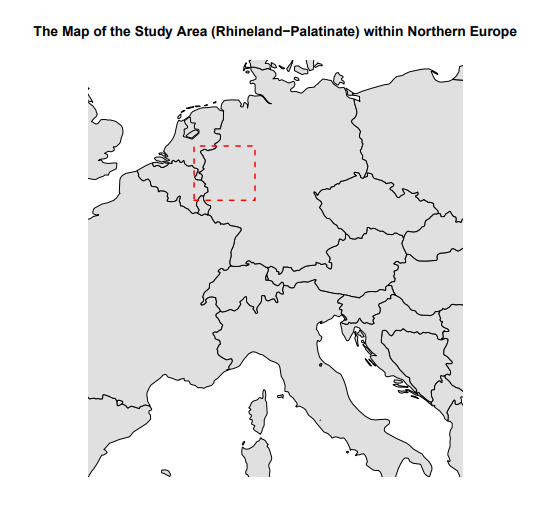 The Map of the Study Area (Rhineland−Palatinate) within Northern Europe